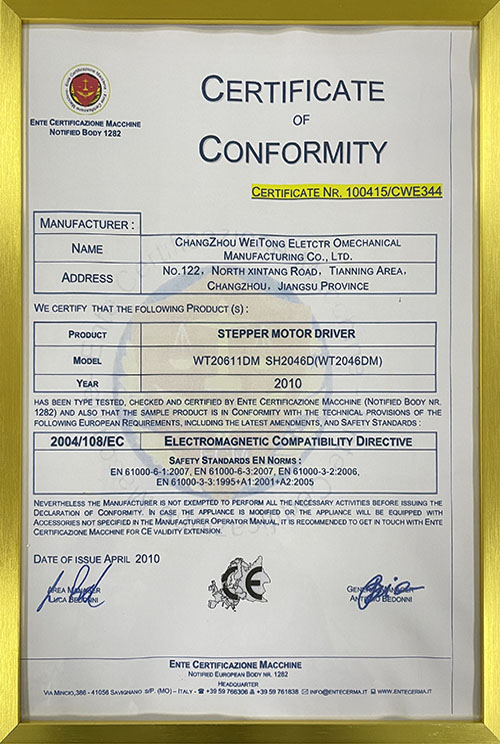 ENTE CERTIFICAZIONE MACCHINE
NOTIFIED BODY 1282
CERTIFICATE
OF
CONFORMITY
CERTIFICATE NR. 100415/CWE344
MANUFACTURER :
NAME
CHANGZHOU WEITONG ELETCTR OMECHANICAL
MANUFACTURING CO., LTD.
ADDRESS
NO.122, NORTH XINTANG ROAD, TIANNING AREA,
CHANGZHOU, JIANGSU PROVINCE
WE CERTIFY THAT THE FOLLOWING PRODUCT (S) :
PRODUCT
STEPPER MOTOR DRIVER
MODEL
WT20611DM SH2046D(WT2046DM)
YEAR
2010
HAS BEEN TYPE TESTED, CHECKED AND CERTIFIED BY ENTE CERTIFICAZIONE MACCHINE (NOTIFIED BODY NR.
1282) AND ALSO THAT THE SAMPLE PRODUCT IS IN CONFORMITY WITH THE TECHNICAL PROVISIONS OF THE
FOLLOWING EUROPEAN REQUIREMENTS, INCLUDING THE LATEST AMENDMENTS, AND SAFETY STANDARDS :
2004/108/EC
ELECTROMAGNETIC COMPATIBILITY DIRECTIVE
SAFETY STANDARDS EN NORMS :
EN 61000-6-1:2007, EN 61000-6-3:2007, EN 61000-3-2:2006,
EN 61000-3-3:1995+A1:2001+A2:2005
NEVERTHELESS THE MANUFACTURER IS NOT EXEMPTED TO PERFORM ALL THE NECESSARY ACTIVITIES BEFORE ISSUING THE
DECLARATION OF CONFORMITY. IN CASE THE APPLIANCE IS MODIFIED OR THE APPLIANCE WILL BE EQUIPPED WITH
ACCESSORIES NOT SPECIFIED IN THE MANUFACTURER OPERATOR MANUAL, IT IS RECOMMENDED TO GET IN TOUCH WITH ENTE
CERTIFICAZIONE MACCHINE FOR CE VALIDITY EXTENSION.
DATE OF ISSUE APRIL 2010
AREA MANAGER
LUCA BEDONNI
CE
GENERAL MANAGER
ANTONIO BEDONNI
ENTE CERTIFICAZIONE MACCHINE
NOTIFIED EUROPEAN BODY NR. 1282
HEADQUARTER
VIA MINCIO,386 - 41056 SAVIGNANO S/P. (MO) – ITALY - ☎ +39 59 766306 +39 59 761838 ✉ INFO@ENTECERMA.IT WWW.ENTECERMA.IT